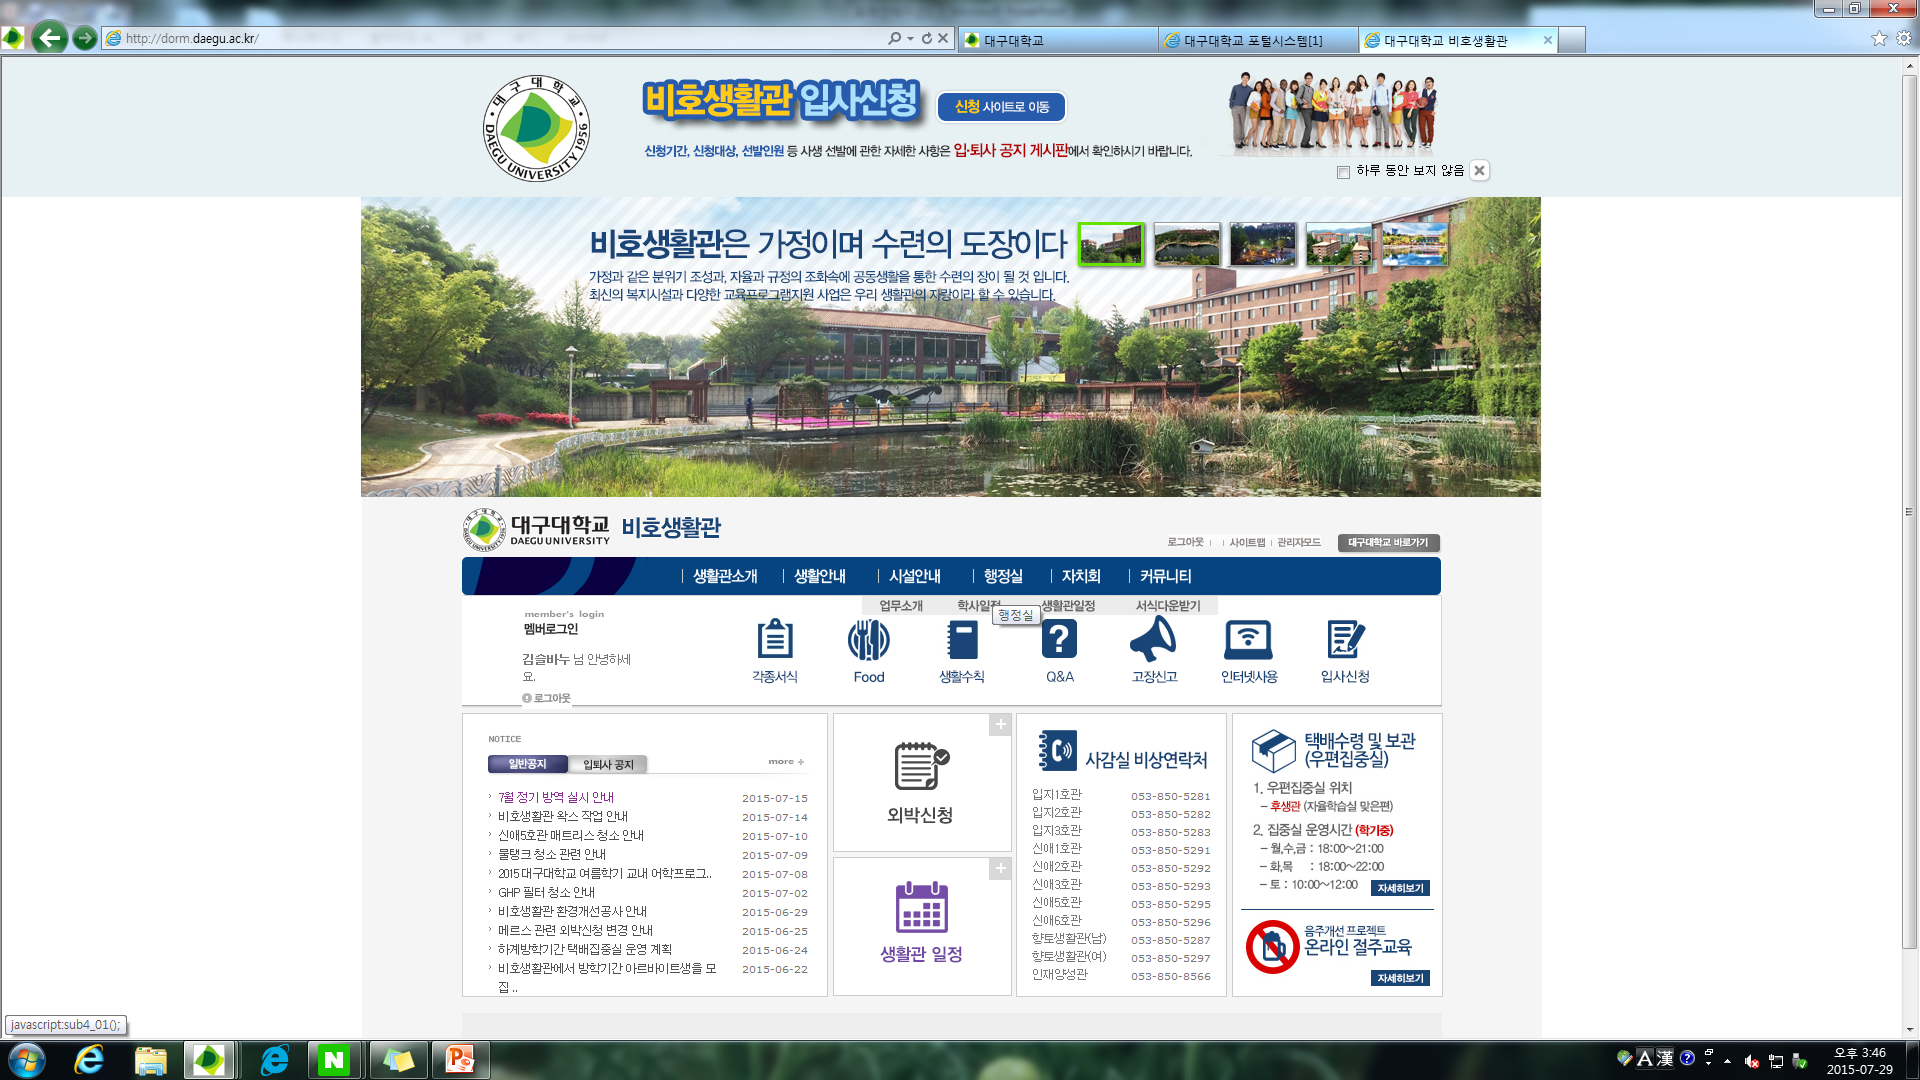 http://dorm.daegu.ac.kr/
대구대학교
대구대학교 포털시스템[1]
대구대학교 비호생활관
대구대학교
DAEGU UNIVERSITY 1956
비호생활관 입사신청
신청 사이트로 이동
신청기간, 신청대상, 선발인원 등 사생 선발에 관한 자세한 사항은 입·퇴사 공지 게시판에서 확인하시기 바랍니다.
하루 동안 보지 않음
비호생활관은 가정이며 수련의 도장이다
가정과 같은 분위기 조성과, 자율과 규정의 조화속에 공동생활을 통한 수련의 장이 될 것 입니다.
최신의 복지시설과 다양한 교육프로그램지원 사업은 우리 생활관의 자랑이라 할 수 있습니다.
대구대학교 비호생활관
DAEGU UNIVERSITY
로그아웃 | | 사이트맵 | 관리자모드
대구대학교 바로가기
생활관소개 | 생활안내 | 시설안내 | 행정실 | 자치회 | 커뮤니티
업무소개 학사일정 생활관일정 서식다운받기
행정실
member's login
멤버로그인
김슬바누 님 안녕하세
요.
로그아웃
각종서식
Food
생활수칙
Q&A
고장신고
인터넷사용
입사신청
NOTICE
일반공지 입퇴사 공지 more +
7월 정기 방역 실시 안내 2015-07-15
비호생활관 왁스 작업 안내 2015-07-14
신애5호관 매트리스 청소 안내 2015-07-10
물탱크 청소 관련 안내 2015-07-09
2015 대구대학교 여름학기 교내 어학프로그.. 2015-07-08
GHP 필터 청소 안내 2015-07-02
비호생활관 환경개선공사 안내 2015-06-29
메르스 관련 외박신청 변경 안내 2015-06-25
하계방학기간 택배집중실 운영 계획 2015-06-24
비호생활관에서 방학기간 아르바이트생을 모 2015-06-22
집 ..
외박신청
생활관 일정
사감실 비상연락처
입지1호관 053-850-5281
입지2호관 053-850-5282
입지3호관 053-850-5283
신애1호관 053-850-5291
신애2호관 053-850-5292
신애3호관 053-850-5293
신애5호관 053-850-5295
신애6호관 053-850-5296
향토생활관(남) 053-850-5287
향토생활관(여) 053-850-5297
인재양성관 053-850-8566
택배수령 및 보관
(우편집중실)
1. 우편집중실 위치
– 후생관 (자율학습실 맞은편)
2. 집중실 운영시간 (학기중)
– 월,수,금 : 18:00~21:00
– 화,목 : 18:00~22:00
– 토 : 10:00~12:00
자세히보기
음주개선 프로젝트
온라인 절주교육
자세히보기
javascript:sub4_01();
A 漢
오후 3:46
2015-07-29